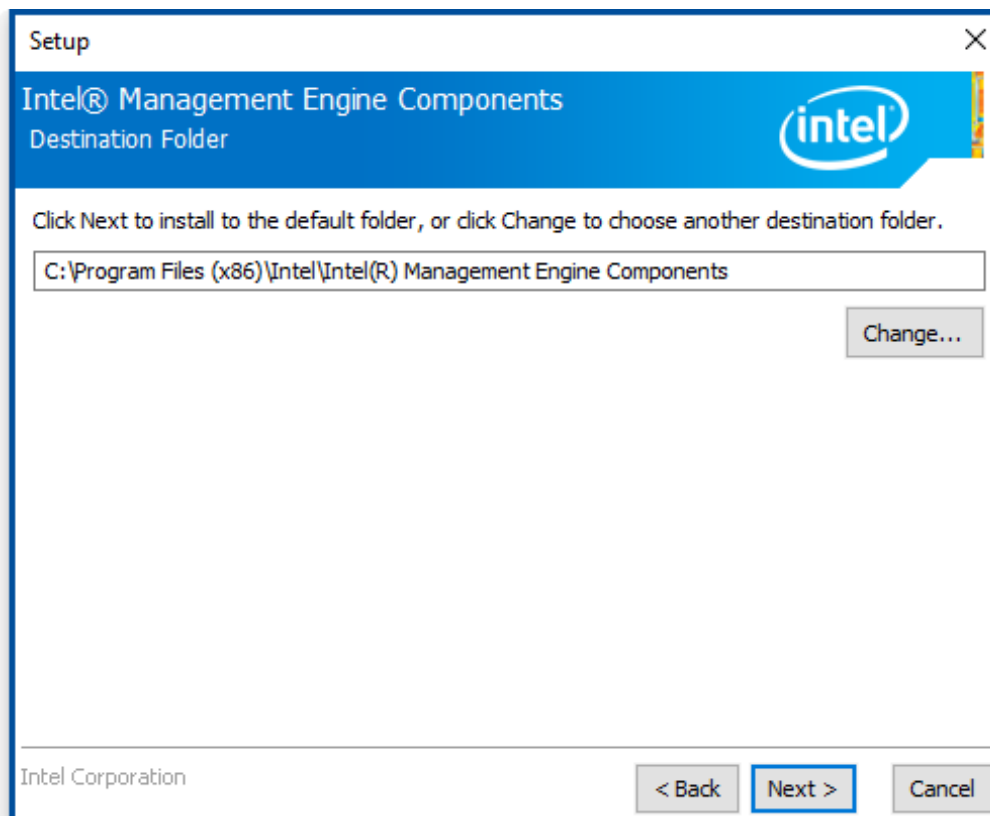 Setup
Intel® Management Engine Components
Destination Folder
intel
Click Next to install to the default folder, or click Change to choose another destination folder.
C:\Program Files (x86)\Intel\Intel(R) Management Engine Components
Change...
Intel Corporation
< Back
Next >
Cancel